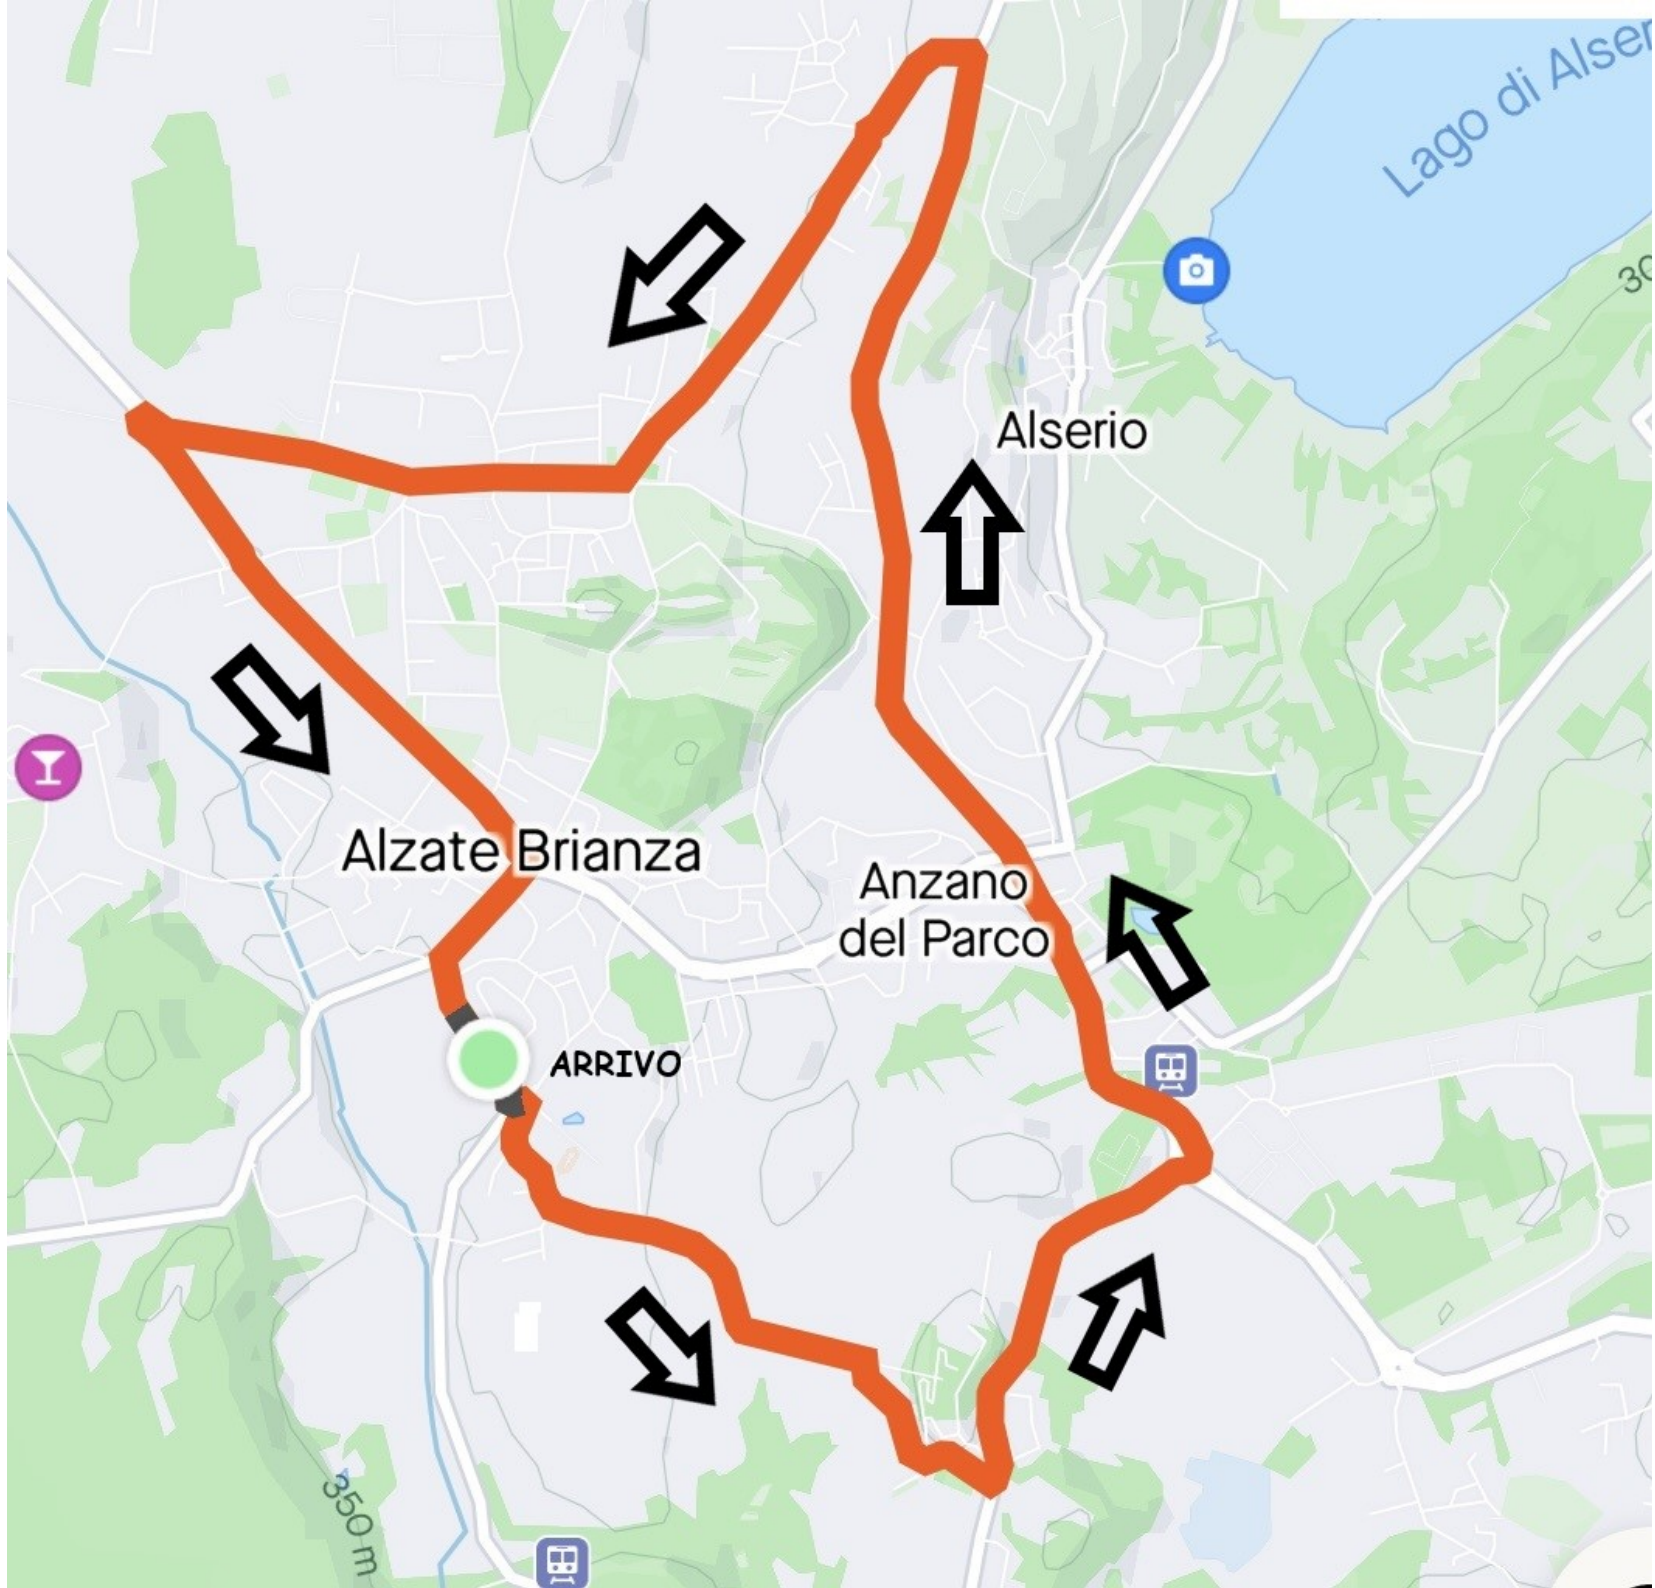 Lago di Alser
30
Alserio
Alzate Brianza
Anzano
del Parco
ARRIVO
350 m